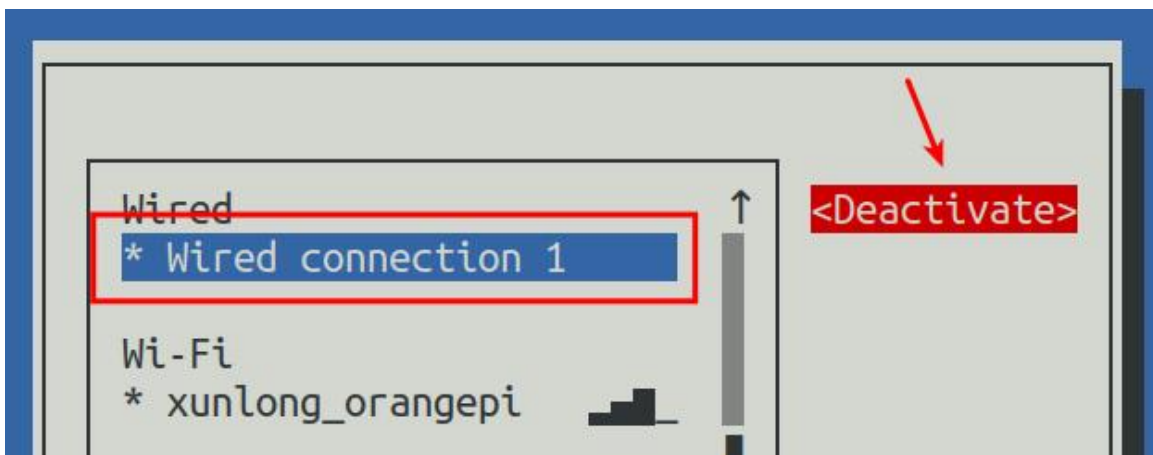 Wired
<Deactivate>
* Wired connection 1
Wi-Fi
* xunlong_orangepi